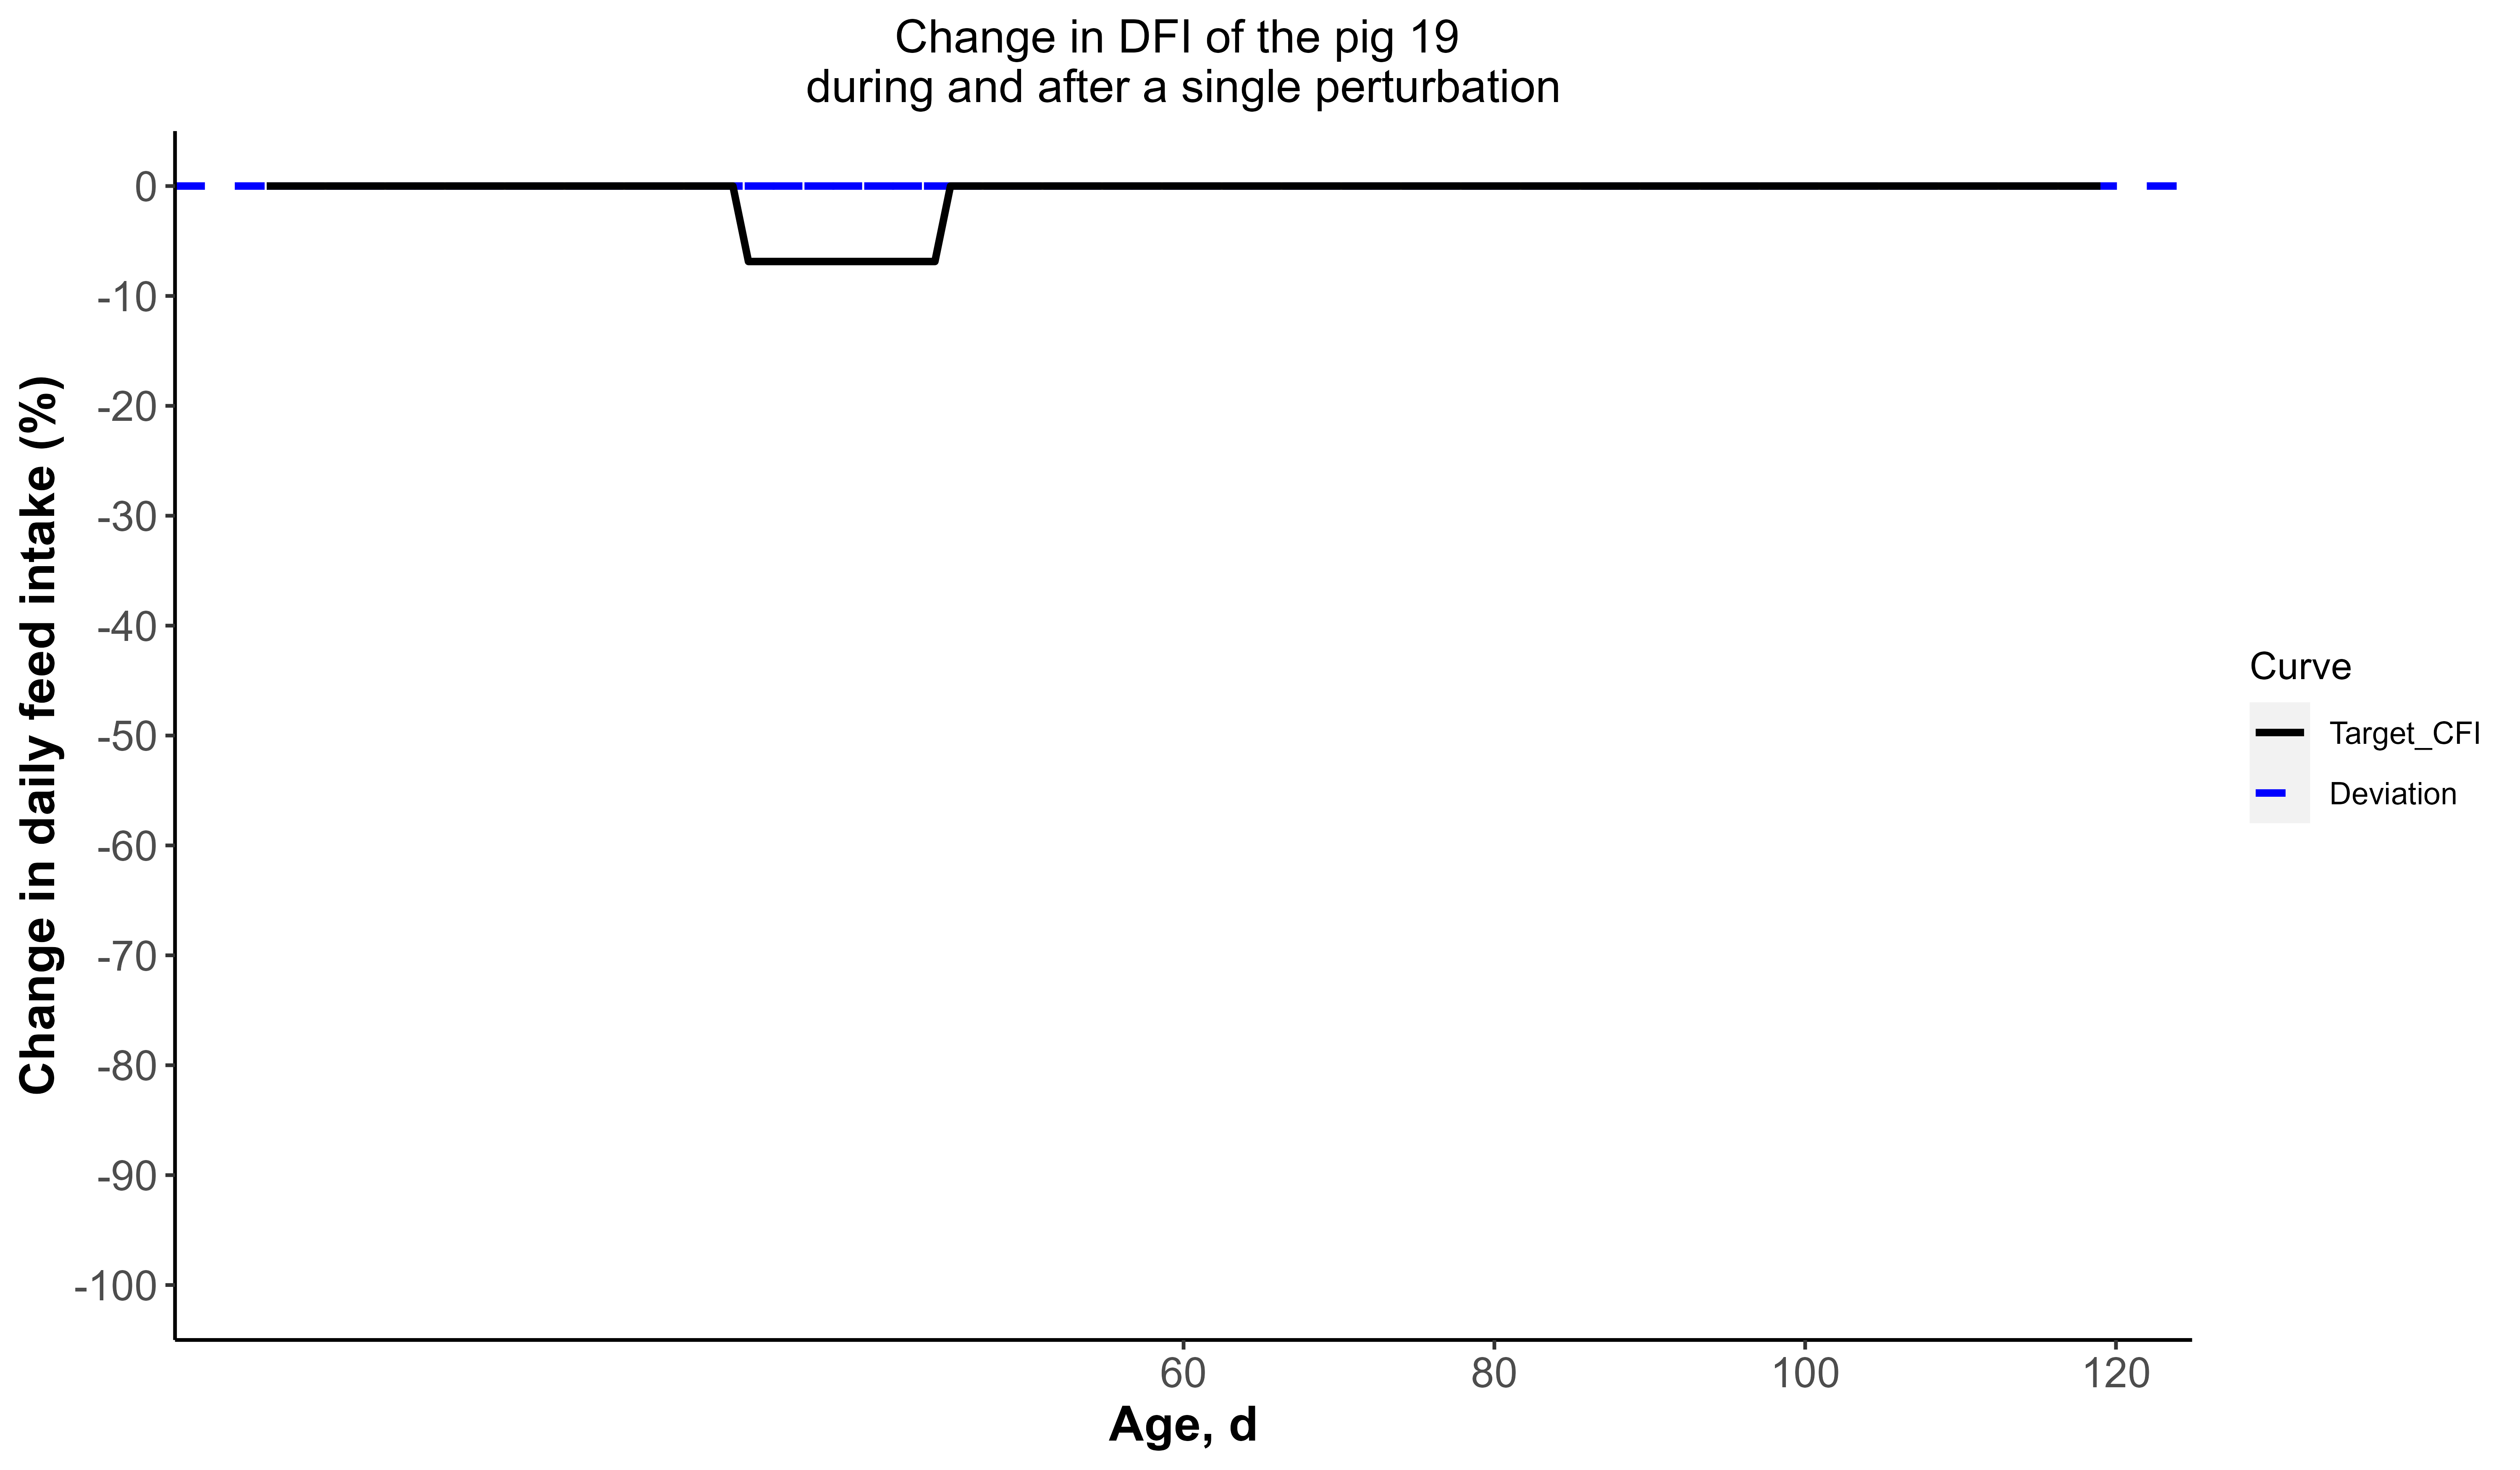 Change in DFI of the pig 19
during and after a single perturbation
Change in daily feed intake (%)
0
-10
-20
-30
-40
-50
-60
-70
-80
-90
-100
60
80
100
120
Age, d
Curve
Target_CFI
Deviation